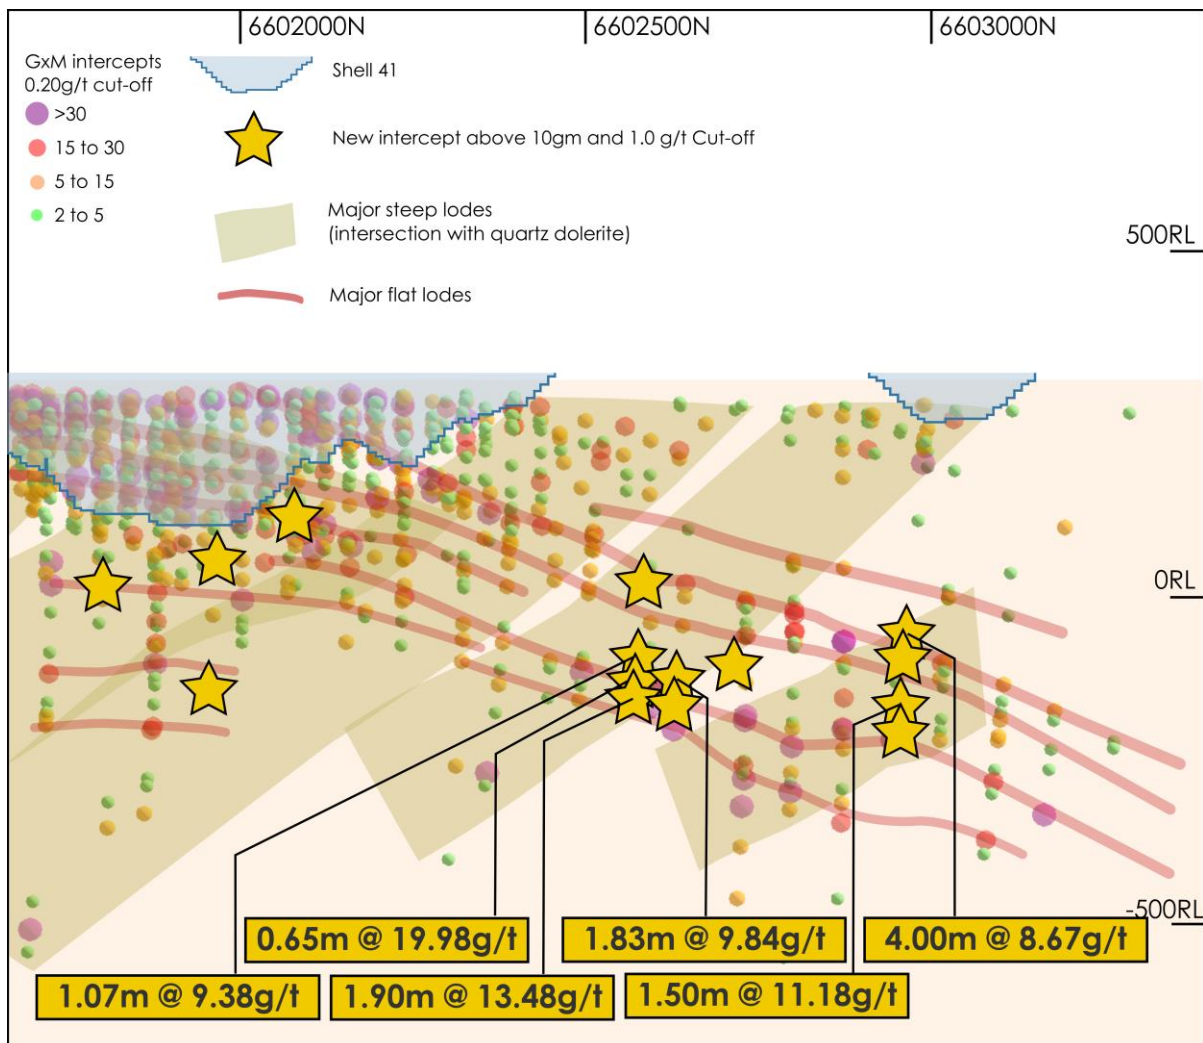 6602000N
6602500N
6603000N
GxM intercepts
0.20g/t cut-off
>30
15 to 30
5 to 15
2 to 5
Shell 41
New intercept above 10gm and 1.0 g/t Cut-off
Major steep lodes
(intersection with quartz dolerite)
Major flat lodes
500RL
0RL
-500RL
0.65m @ 19.98g/t
1.83m @ 9.84g/t
4.00m @ 8.67g/t
1.07m @ 9.38g/t
1.90m @ 13.48g/t
1.50m @ 11.18g/t